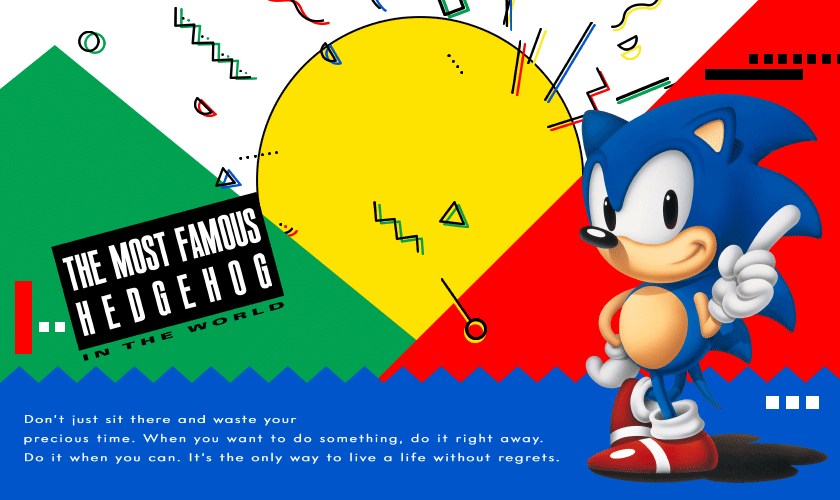 THE MOST FAMOUS
HEDGEHOG
IN THE WORLD
Don't just sit there and waste your
precious time. When you want to do something, do it right away.
Do it when you can. It's the only way to live a life without regrets.